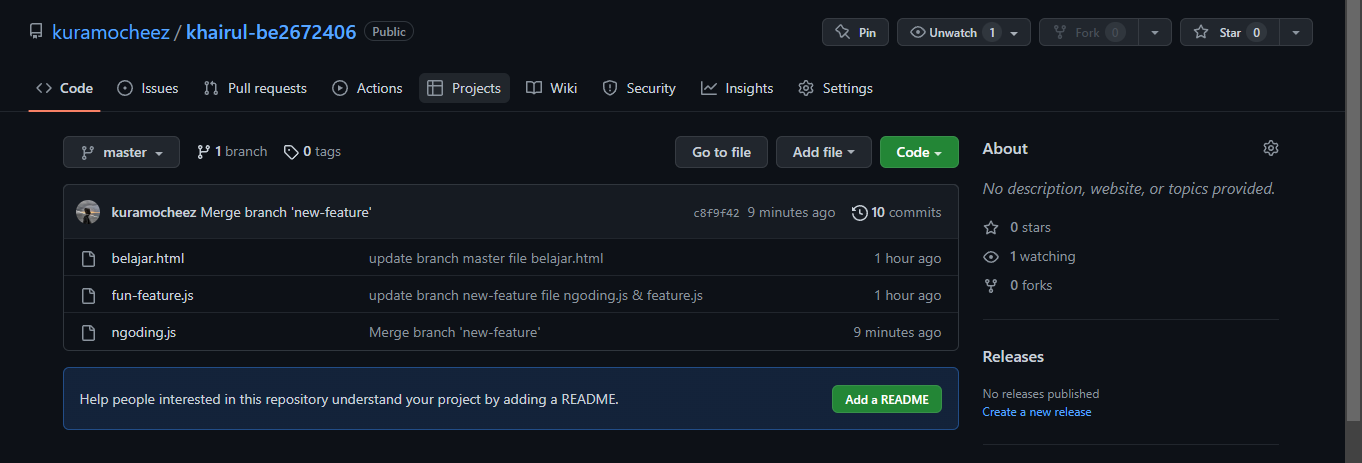 kuramocheez / khairul-be2672406 Public
Pin
Unwatch 1
Fork 0
Star 0
Code
Issues
Pull requests
Actions
Projects
Wiki
Security
Insights
Settings
master
1 branch
0 tags
Go to file
Add file
Code
kuramocheez Merge branch 'new-feature'
c8f9f42 9 minutes ago
10 commits
belajar.html update branch master file belajar.html 1 hour ago
fun-feature.js update branch new-feature file ngoding.js & feature.js 1 hour ago
ngoding.js Merge branch 'new-feature' 9 minutes ago
Help people interested in this repository understand your project by adding a README.
Add a README
About
No description, website, or topics provided.
0 stars
1 watching
0 forks
Releases
No releases published
Create a new release